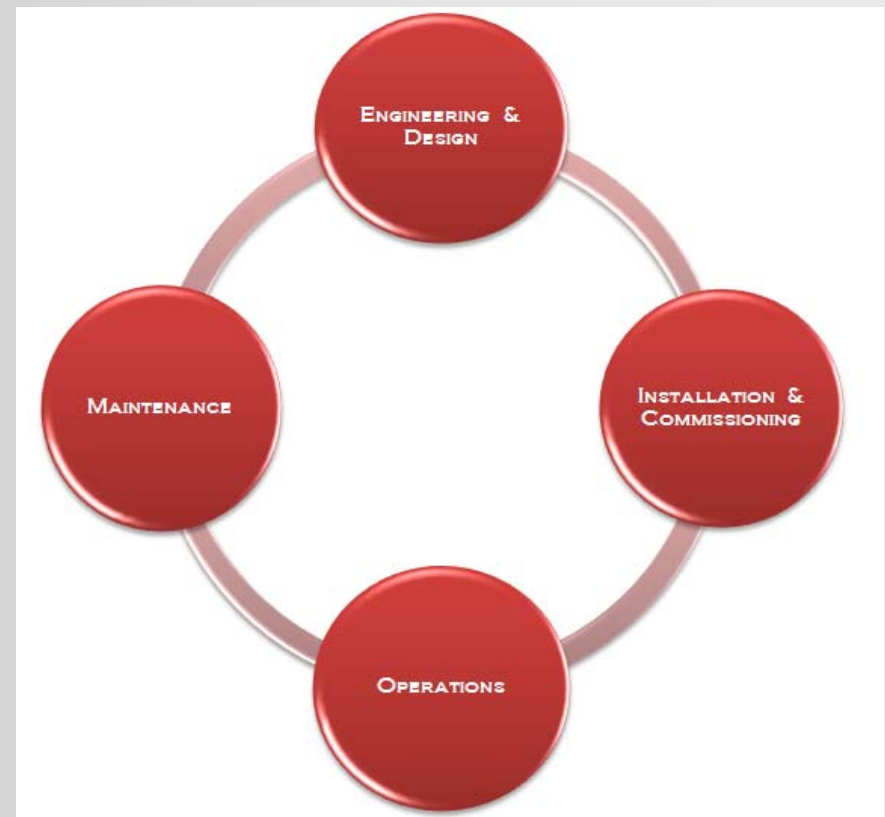 Engineering &
Design
Maintenance
Installation &
Commissioning
Operations